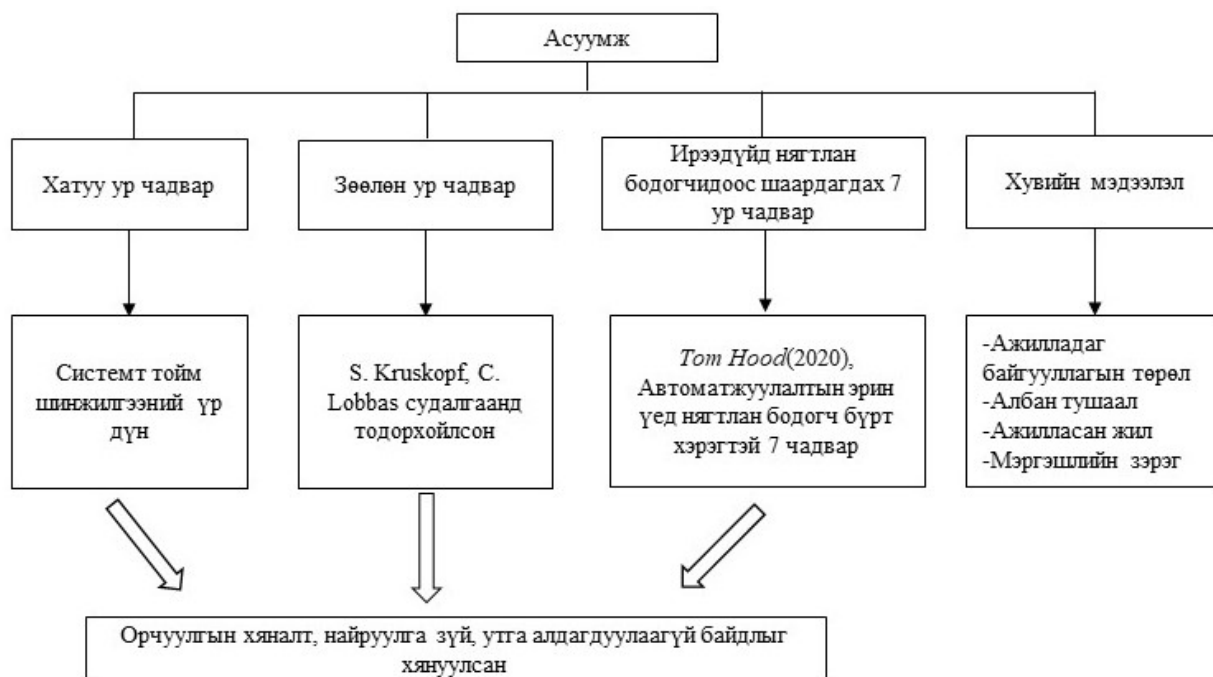 Асуумж
Хатуу ур чадвар
Зөөлөн ур чадвар
Ирээдүйд нягтлан
бодогчидоос шаардагдах 7
ур чадвар
Хувийн мэдээлэл
Системт тойм
шинжилгээний үр
дүн
S. Kruskopf, C.
Lobbas судалгаанд
тодорхойлсон
Tom Hood(2020),
Автоматжуулалтын эрин
үед нягтлан бодогч бүрт
хэрэгтэй 7 чадвар
-Ажилладаг
байгууллагын төрөл
-Албан тушаал
-Ажилласан жил
-Мэргэшлийн зэрэг
Орчуулгын хяналт, найруулга зүй, утга алдагдуулаагүй байдлыг
хянуулсан